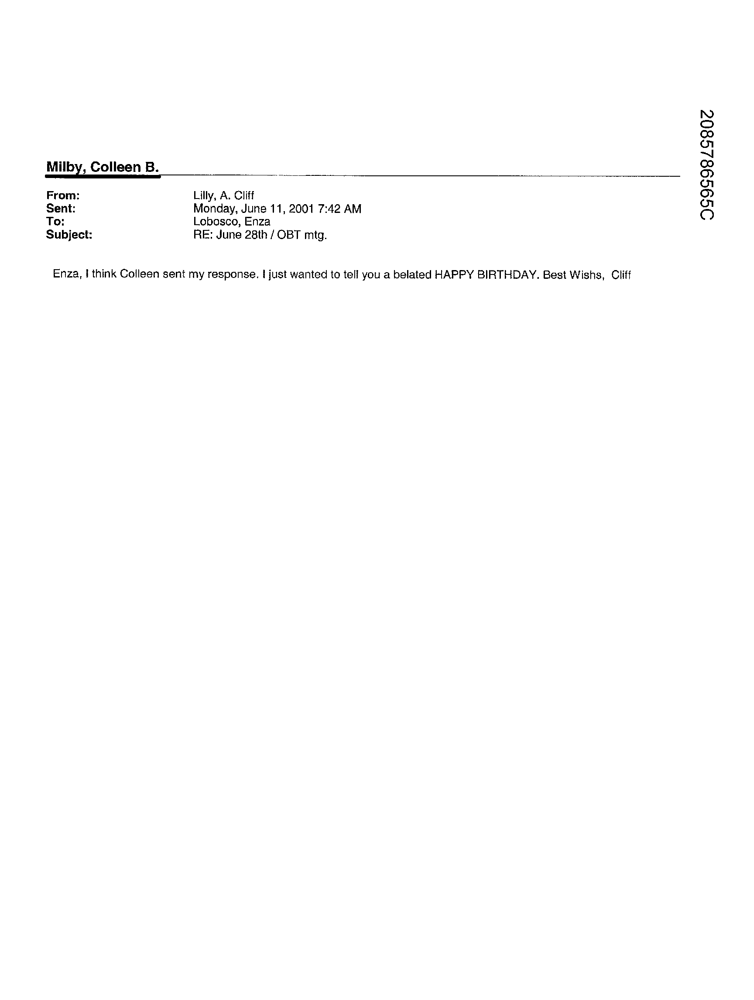 2085786565C
Milby, Colleen B.
From: Lilly, A. Cliff
Sent: Monday, June 11, 2001 7:42 AM
To: Lobosco, Enza
Subject: RE: June 28th / OBT mtg.
Enza, I think Colleen sent my response. I just wanted to tell you a belated HAPPY BIRTHDAY. Best Wishs, Cliff